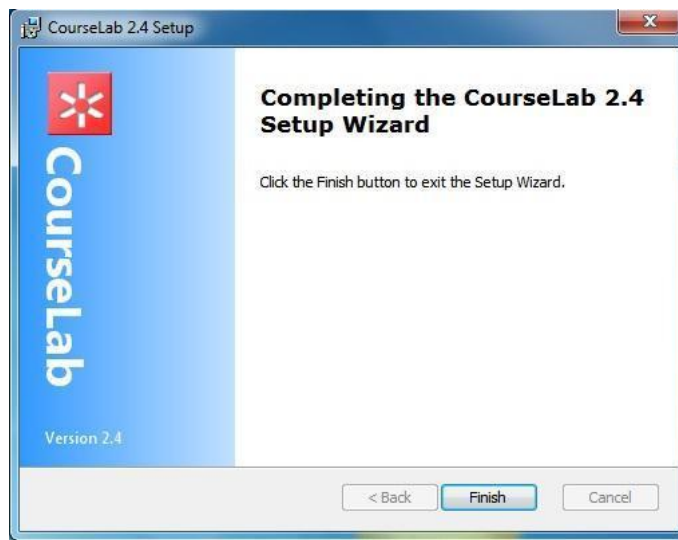 CourseLab 2.4 Setup
CourseLab
Version 2.4
Completing the CourseLab 2.4
Setup Wizard
Click the Finish button to exit the Setup Wizard.
< Back
Finish
Cancel